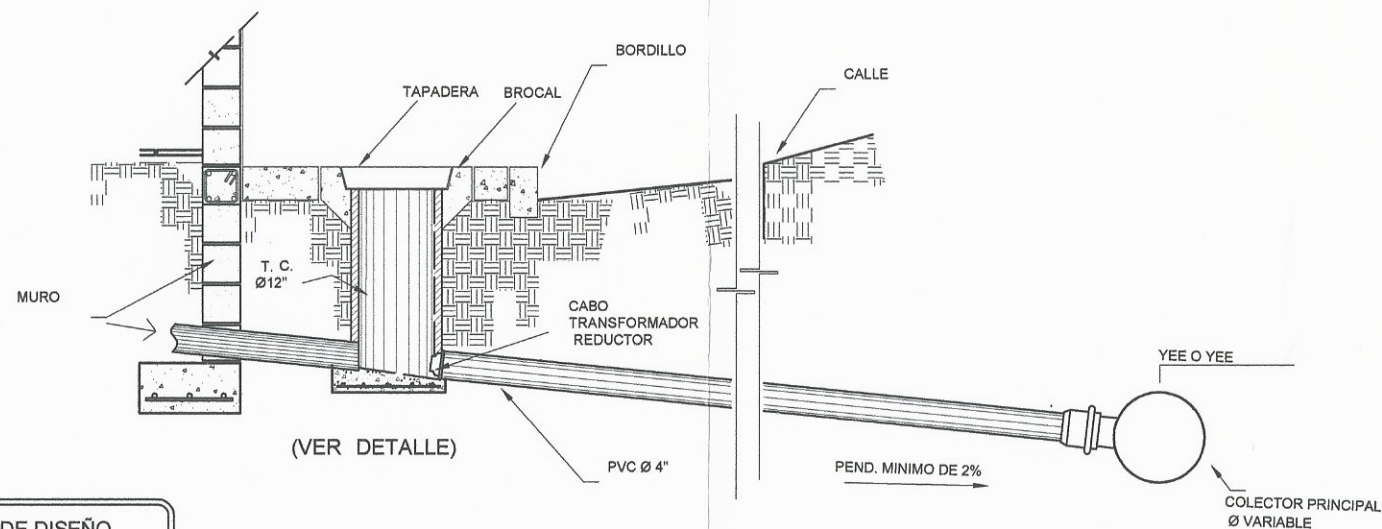 BORDILLO
CALLE
TAPADERA
BROCAL
T. C.
Ø12"
MURO
CABO
TRANSFORMADOR
REDUCTOR
YEE O YEE
(VER DETALLE)
PVC Ø 4"
PEND. MINIMO DE 2%
COLECTOR PRINCIPAL
Ø VARIABLE
DE DISEÑO